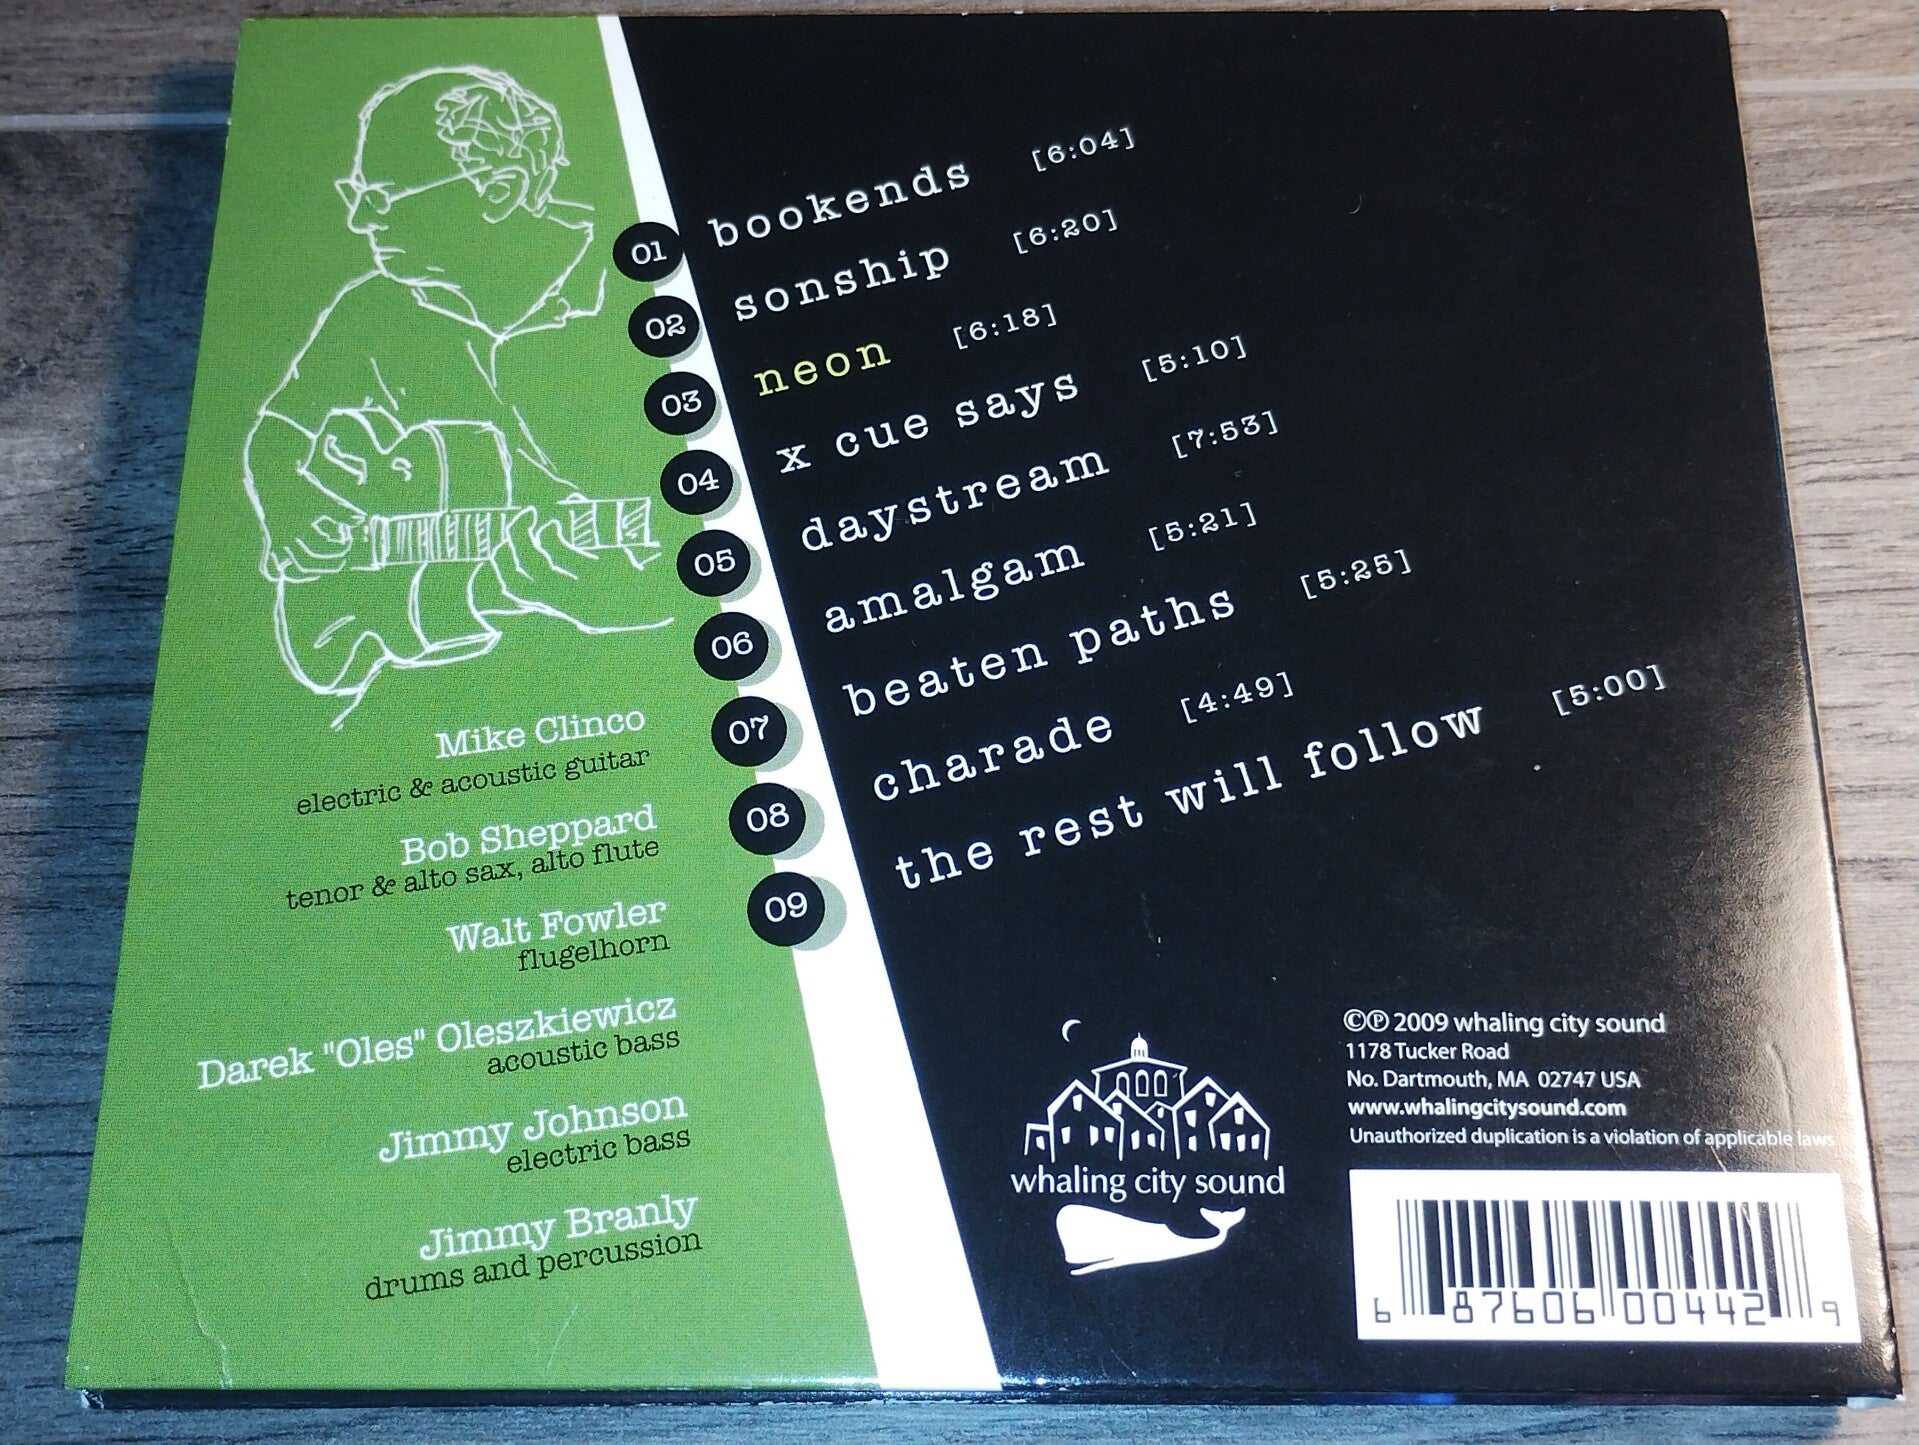 01 bookends [6:04]
02 sonship [6:20]
03 neon [6:18]
04 x cue says [5:10]
05 daystream [7:53]
06 amalgam [5:21]
07 beaten paths [5:25]
08 charade [4:49]
09 the rest will follow [5:00]
Mike Clinco
electric & acoustic guitar
Bob Sheppard
tenor & alto sax, alto flute
Walt Fowler
flugelhorn
Darek "Oles" Oleszkiewicz
acoustic bass
Jimmy Johnson
electric bass
Jimmy Branly
drums and percussion
whaling city sound
©℗ 2009 whaling city sound
1178 Tucker Road
No. Dartmouth, MA 02747 USA
www.whalingcitysound.com
Unauthorized duplication is a violation of applicable laws
6 87606 00442 9